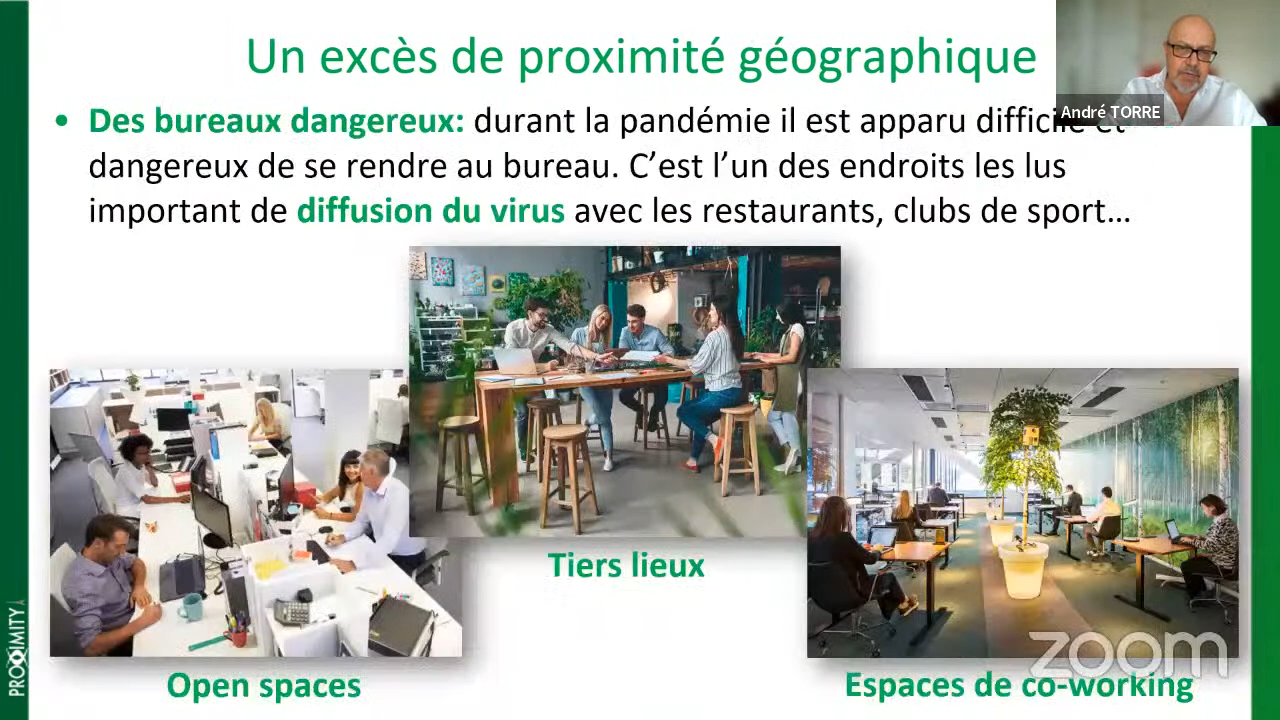 Un excès de proximité géographique
André TORRE
• Des bureaux dangereux: durant la pandémie il est apparu difficile et
dangereux de se rendre au bureau. C’est l’un des endroits les lus
important de diffusion du virus avec les restaurants, clubs de sport…
Tiers lieux
Open spaces
Espaces de co-working
zoom
PROXIMITY